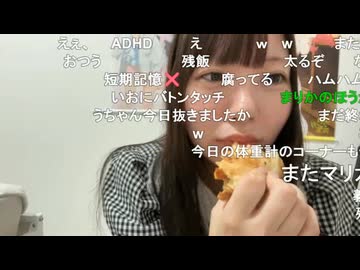 ええ、 ADHD え w w また
おつう 残飯 太るぞ
短期記憶❌ 腐ってる ハムハム
いおにバトンタッチ まりかのほう
うちゃん今日抜きましたか まだ終
w
今日の体重計のコーナーも
またマリカ